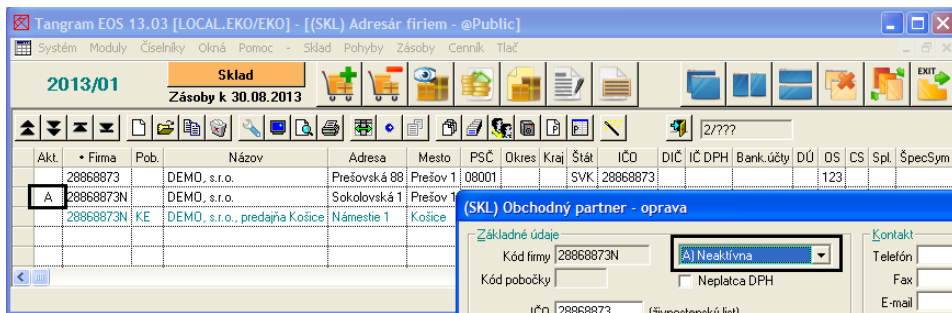 Tangram EOS 13.03 [LOCAL.EKO/EKO] - [(SKL) Adresár firiem - @Public]
Systém Moduly Číselníky Okná Pomoc - Sklad Pohyby Zásoby Cenník Tlač
2013/01
Sklad
Zásoby k 30.08.2013
EXIT
2/???
Akt. • Firma Pob. Názov Adresa Mesto PSČ Okres Kraj Štát IČO DIČ IČ DPH Bank.účty DÚ OS CS Spl. ŠpecSym
28868873 DEMO, s.r.o. Prešovská 88 Prešov 1 08001 SVK 28868873 123
A 28868873N DEMO, s.r.o. Sokolovská 1 Prešov 1
28868873N KE DEMO, s.r.o., predajňa Košice Námestie 1 Košice
(SKL) Obchodný partner - oprava
Základné údaje
Kontakt
Kód firmy 28868873N A) Neaktívna
Telefón
Kód pobočky Neplatca DPH
Fax
IČO 28868873 (živnostenský list)
E-mail